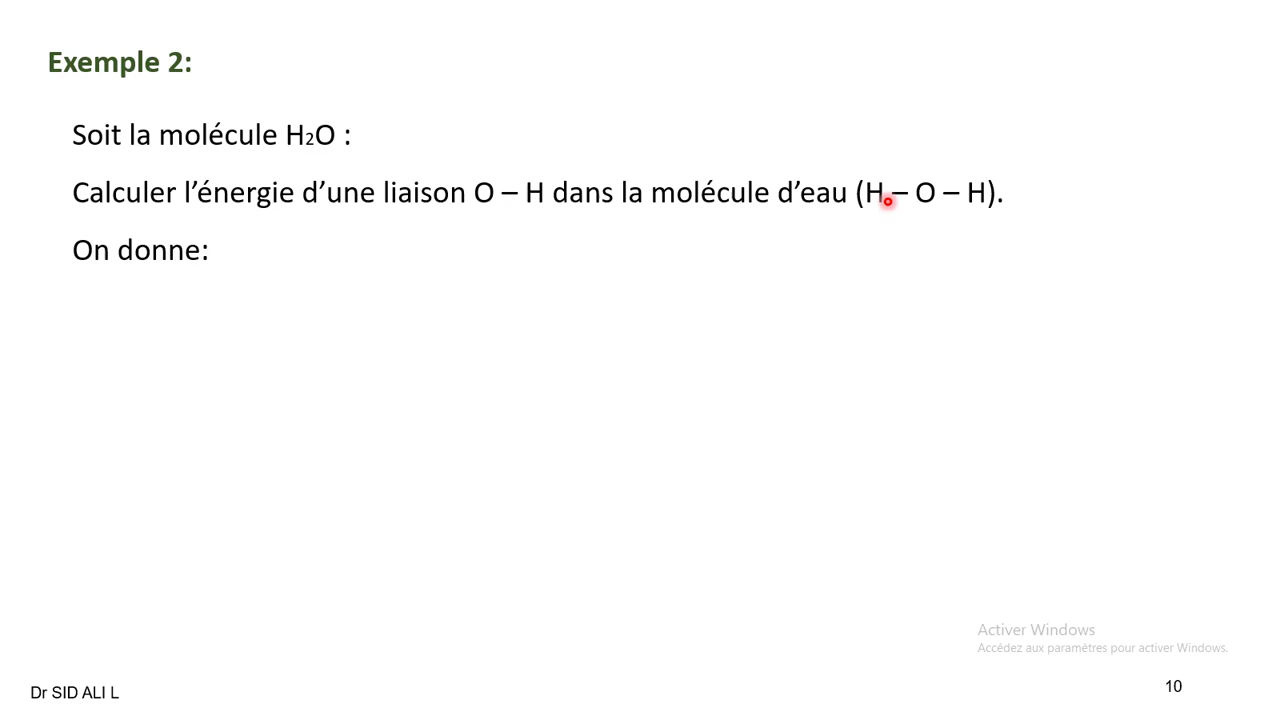 Exemple 2:
Soit la molécule H₂O :
Calculer l’énergie d’une liaison O – H dans la molécule d’eau (H – O – H).
On donne:
Activer Windows
Accédez aux paramètres pour activer Windows.
Dr SID ALI L
10